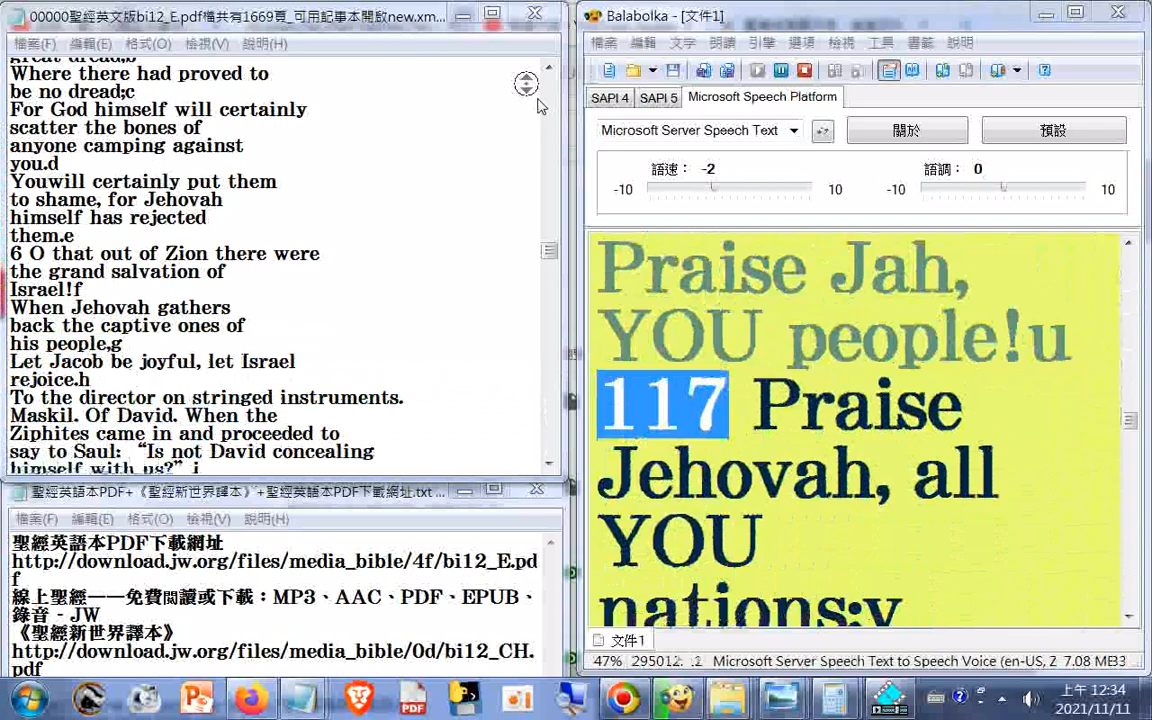 00000聖經英文版bi12_E.pdf檔共有1669頁_可用記事本開啟new.xm...
檔案(F) 編輯(E) 格式(O) 檢視(V) 說明(H)
great dread,b
Where there had proved to
be no dread;c
For God himself will certainly
scatter the bones of
anyone camping against
you.d
Youwill certainly put them
to shame, for Jehovah
himself has rejected
them.e
6 O that out of Zion there were
the grand salvation of
Israel!f
When Jehovah gathers
back the captive ones of
his people,g
Let Jacob be joyful, let Israel
rejoice.h
To the director on stringed instruments.
Maskil. Of David. When the
Ziphites came in and proceeded to
say to Saul: “Is not David concealing
himself with us?”i
聖經英語本PDF+《聖經新世界譯本》+聖經英語本PDF下載網址.txt ...
檔案(F) 編輯(E) 格式(O) 檢視(V) 說明(H)
聖經英語本PDF下載網址
http://download.jw.org/files/media_bible/4f/bi12_E.pd
f
線上聖經——免費閱讀或下載：MP3、AAC、PDF、EPUB、
錄音 - JW
《聖經新世界譯本》
http://download.jw.org/files/media_bible/0d/bi12_CH.
pdf
Balabolka - [文件1]
檔案 編輯 文字 朗讀 引擎 選項 檢視 工具 書籤 說明
SAPI 4 SAPI 5 Microsoft Speech Platform
Microsoft Server Speech Text 關於 預設
語速： -2 語調： 0
-10 10 -10 10
Praise Jah,
YOU people!u
117 Praise
Jehovah, all
YOU
nations;v
文件1
47% 295012. Microsoft Server Speech Text to Speech Voice (en-US, Z 7.08 MB3
上午 12:34
2021/11/11